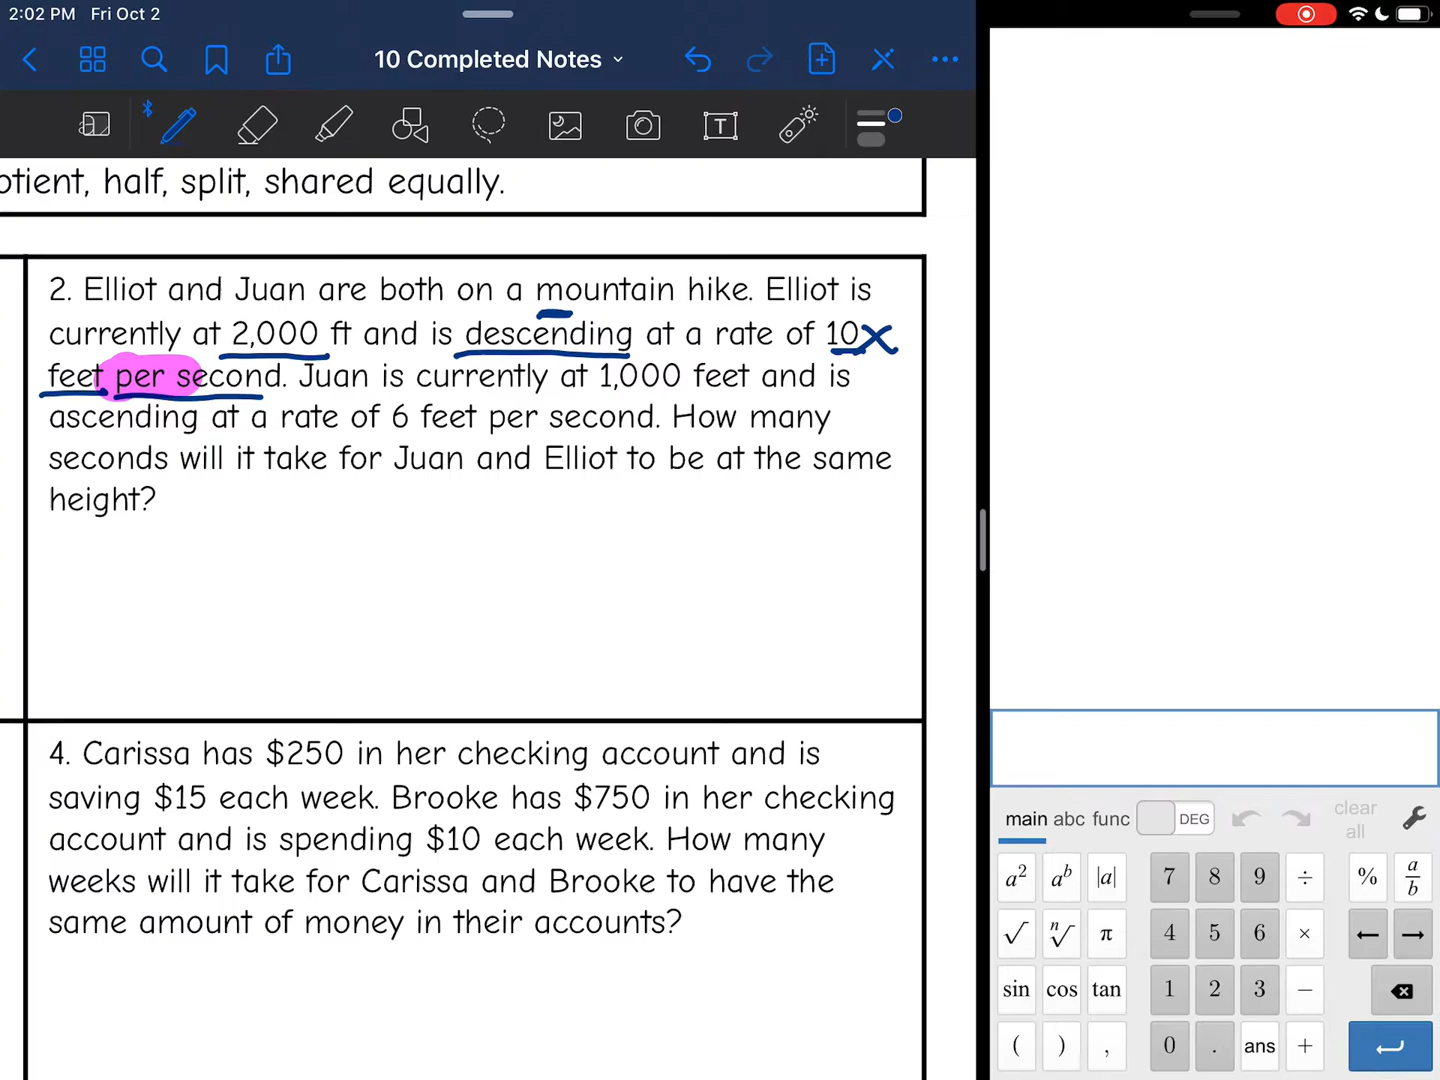 2:02 PM Fri Oct 2
10 Completed Notes
T
otient, half, split, shared equally.
2. Elliot and Juan are both on a mountain hike. Elliot is
currently at 2,000 ft and is descending at a rate of 10x
feet per second. Juan is currently at 1,000 feet and is
ascending at a rate of 6 feet per second. How many
seconds will it take for Juan and Elliot to be at the same
height?
4. Carissa has $250 in her checking account and is
saving $15 each week. Brooke has $750 in her checking
account and is spending $10 each week. How many
weeks will it take for Carissa and Brooke to have the
same amount of money in their accounts?
main abc func DEG clear all
a² aᵇ |a| 7 8 9 ÷ % a/b
√ ⁿ√ π 4 5 6 × ← →
sin cos tan 1 2 3 −
( ) , 0 . ans +